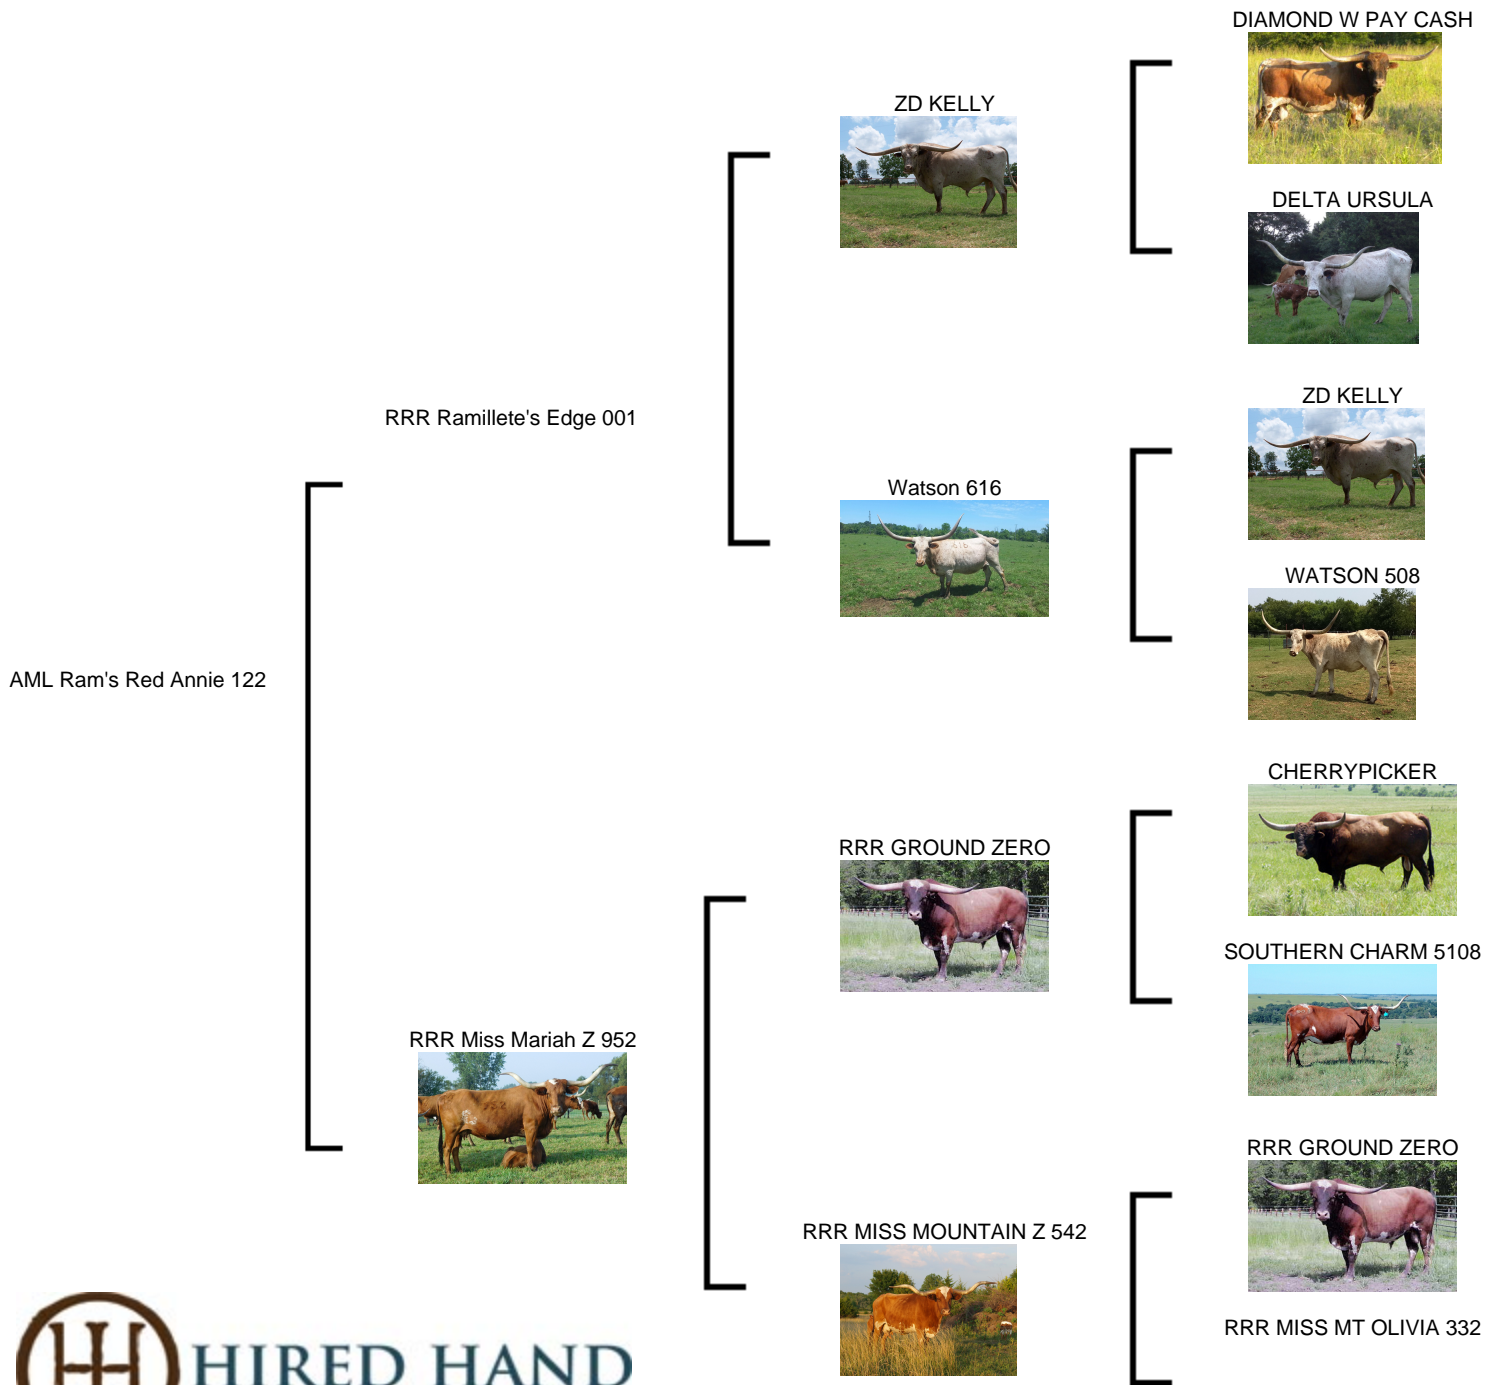 DIAMOND W PAY CASH
ZD KELLY
DELTA URSULA
RRR Ramillete's Edge 001
ZD KELLY
Watson 616
WATSON 508
AML Ram's Red Annie 122
CHERRYPICKER
RRR GROUND ZERO
SOUTHERN CHARM 5108
RRR Miss Mariah Z 952
RRR GROUND ZERO
RRR MISS MOUNTAIN Z 542
RRR MISS MT OLIVIA 332
HIRED HAND